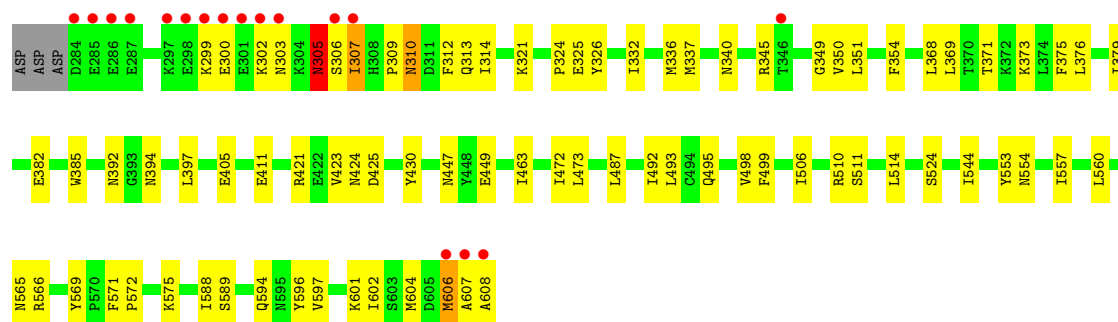 ASP ASP ASP D284 E285 E286 E287 K297 E298 K299 E300 E301 K302 N303 K304 N305 S306 I307 H308 P309 N310 D311 F312 Q313 I314 K321 P324 E325 Y326 I332 M336 M337 N340 R345 T346 G349 V350 L351 F354 L368 L369 T370 T371 K372 K373 L374 F375 L376 I379
E382 W385 N392 G393 N394 L397 E405 E411 R421 E422 V423 N424 D425 Y430 N447 Y448 E449 I463 I472 L473 L487 I492 L493 C494 Q495 V498 F499 I506 R510 S511 L514 S524 I544 Y553 N554 I557 L560
N565 R566 Y569 P570 F571 P572 K575 I588 S589 Q594 N595 Y596 V597 K601 I602 S603 M604 D605 M606 A607 A608